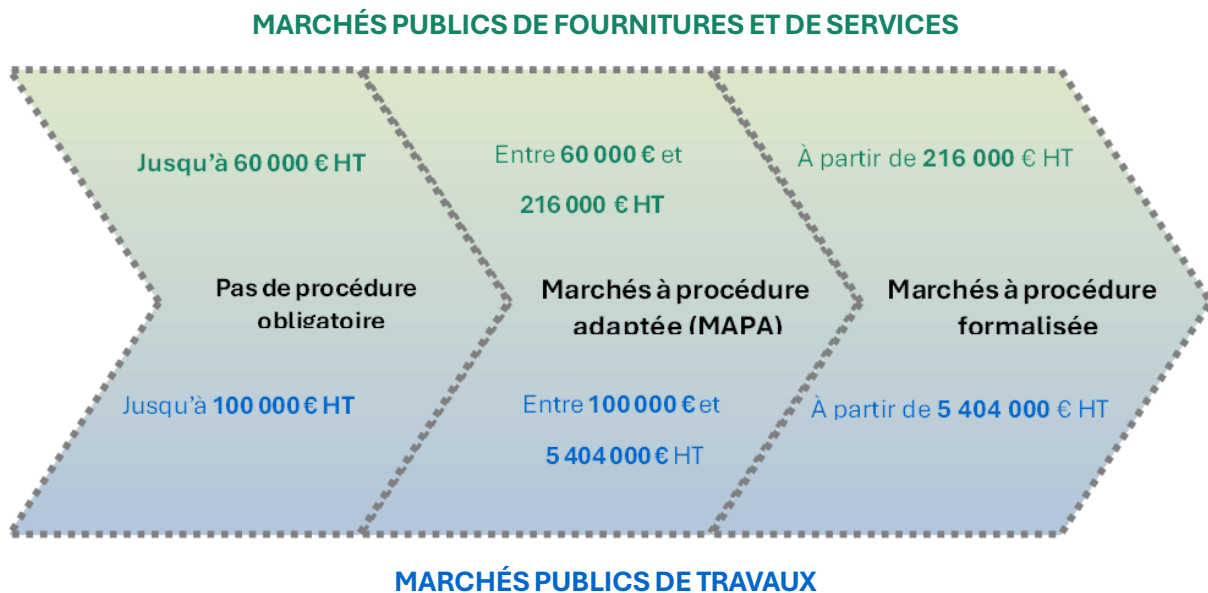 MARCHÉS PUBLICS DE FOURNITURES ET DE SERVICES
Jusqu'à 60 000 € HT
Entre 60 000 € et
216 000 € HT
À partir de 216 000 € HT
Pas de procédure
obligatoire
Marchés à procédure
adaptée (MAPA)
Marchés à procédure
formalisée
Jusqu'à 100 000 € HT
Entre 100 000 € et
5 404 000 € HT
À partir de 5 404 000 € HT
MARCHÉS PUBLICS DE TRAVAUX